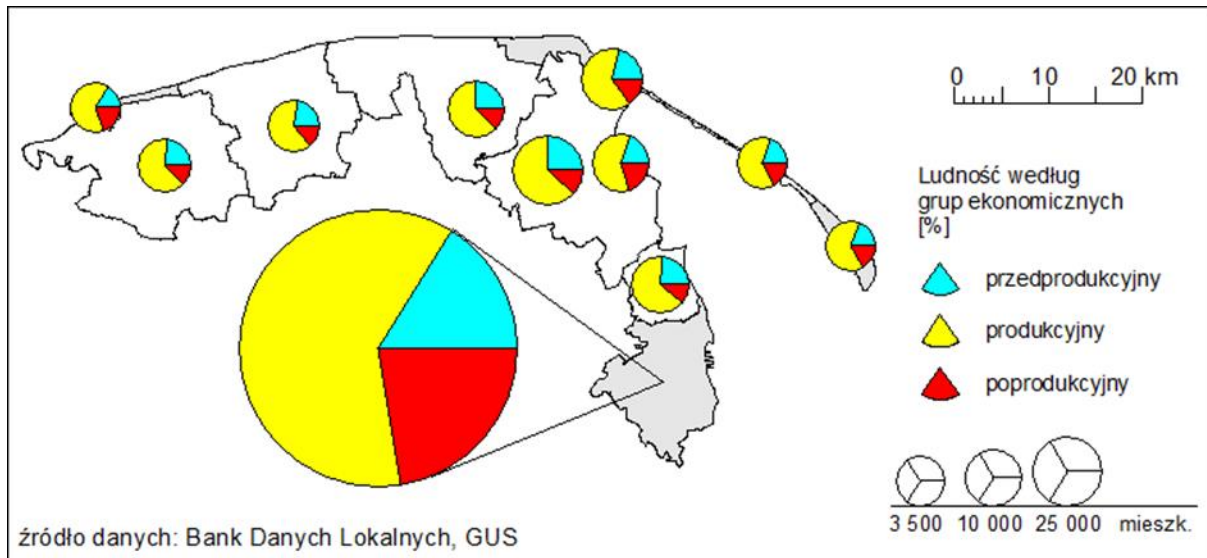 0 10 20 km
Ludność według
grup ekonomicznych
[%]
przedprodukcyjny
produkcyjny
poprodukcyjny
3 500 10 000 25 000 mieszk.
źródło danych: Bank Danych Lokalnych, GUS